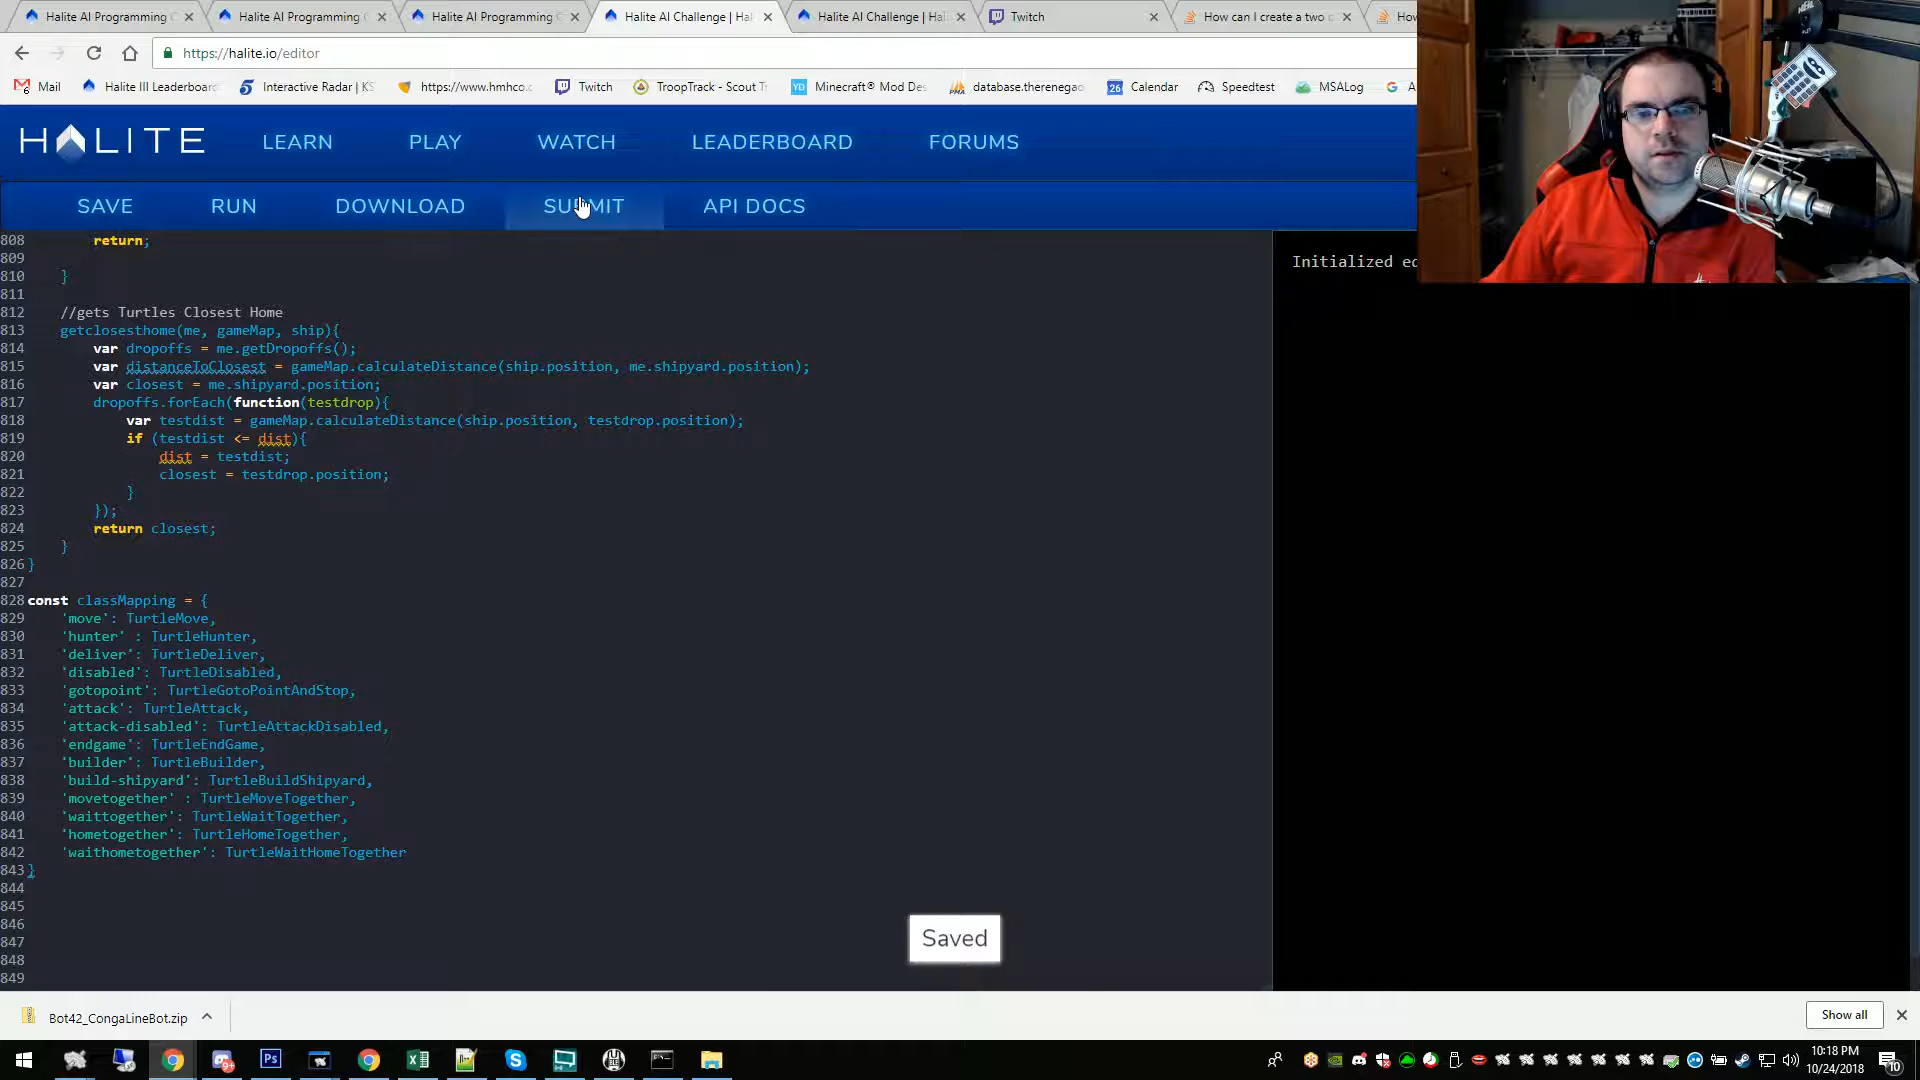 Halite AI Programming C
Halite AI Programming C
Halite AI Programming C
Halite AI Challenge | Hal
Halite AI Challenge | Hal
Twitch
How can I create a two d
How
https://halite.io/editor
Mail
Halite III Leaderboard
Interactive Radar | KS
https://www.hmhco.c
Twitch
TroopTrack - Scout T
Minecraft® Mod Des
database.therenegad
Calendar
Speedtest
MSALog
HALITE
LEARN
PLAY
WATCH
LEADERBOARD
FORUMS
SAVE
RUN
DOWNLOAD
SUBMIT
API DOCS
808 return;
809
810 }
811
812 //gets Turtles Closest Home
813 getclosesthome(me, gameMap, ship){
814 var dropoffs = me.getDropoffs();
815 var distanceToClosest = gameMap.calculateDistance(ship.position, me.shipyard.position);
816 var closest = me.shipyard.position;
817 dropoffs.forEach(function(testdrop){
818 var testdist = gameMap.calculateDistance(ship.position, testdrop.position);
819 if (testdist <= dist){
820 dist = testdist;
821 closest = testdrop.position;
822 }
823 });
824 return closest;
825 }
826 }
827
828 const classMapping = {
829 'move': TurtleMove,
830 'hunter' : TurtleHunter,
831 'deliver': TurtleDeliver,
832 'disabled': TurtleDisabled,
833 'gotopoint': TurtleGotoPointAndStop,
834 'attack': TurtleAttack,
835 'attack-disabled': TurtleAttackDisabled,
836 'endgame': TurtleEndGame,
837 'builder': TurtleBuilder,
838 'build-shipyard': TurtleBuildShipyard,
839 'movetogether' : TurtleMoveTogether,
840 'waittogether': TurtleWaitTogether,
841 'hometogether': TurtleHomeTogether,
842 'waithometogether': TurtleWaitHomeTogether
843 }
844
845
846
847
848
849
Initialized ed
Saved
Bot42_CongaLineBot.zip
Show all
10:18 PM
10/24/2018